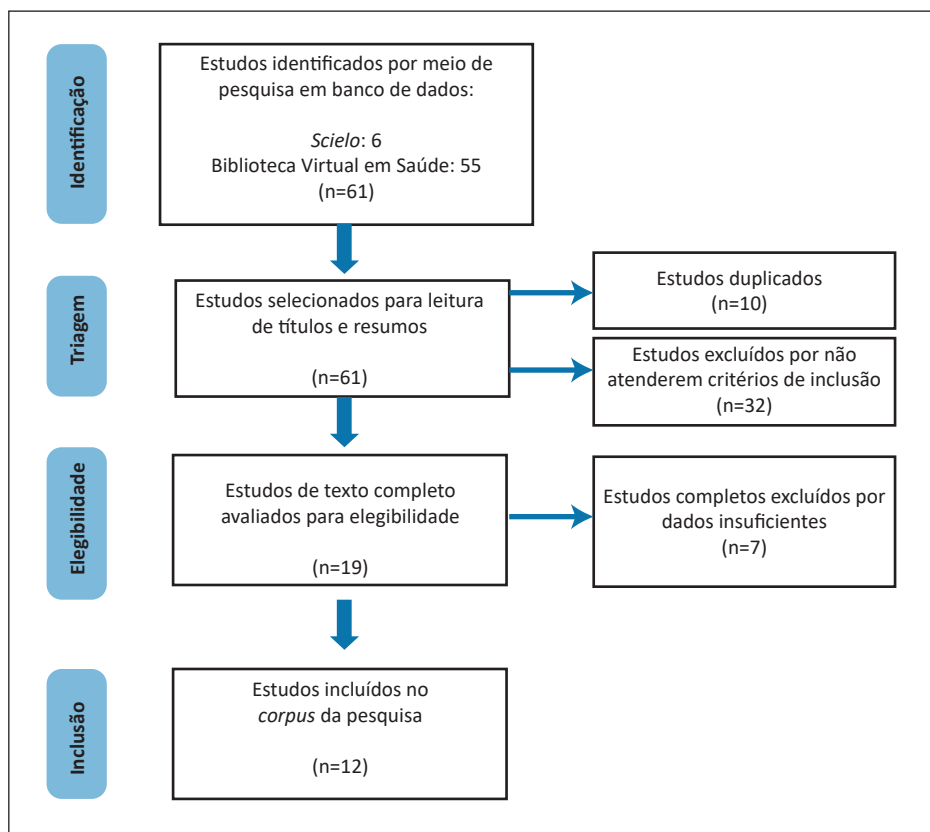 Identificação
Estudos identificados por meio de
pesquisa em banco de dados:
Scielo: 6
Biblioteca Virtual em Saúde: 55
(n=61)
Triagem
Estudos selecionados para leitura
de títulos e resumos
(n=61)
Estudos duplicados
(n=10)
Estudos excluídos por não
atenderem critérios de inclusão
(n=32)
Elegibilidade
Estudos de texto completo
avaliados para elegibilidade
(n=19)
Estudos completos excluídos por
dados insuficientes
(n=7)
Inclusão
Estudos incluídos no
corpus da pesquisa
(n=12)